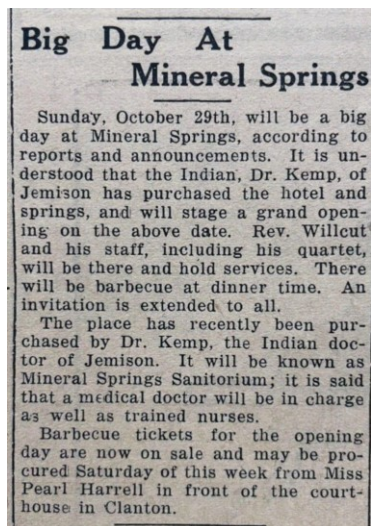 Big Day At
Mineral Springs
Sunday, October 29th, will be a big
day at Mineral Springs, according to
reports and announcements. It is un-
derstood that the Indian, Dr. Kemp, of
Jemison has purchased the hotel and
springs, and will stage a grand open-
ing on the above date. Rev. Willcut
and his staff, including his quartet,
will be there and hold services. There
will be barbecue at dinner time. An
invitation is extended to all.
The place has recently been pur-
chased by Dr. Kemp, the Indian doc-
tor of Jemison. It will be known as
Mineral Springs Sanitorium; it is said
that a medical doctor will be in charge
as well as trained nurses.
Barbecue tickets for the opening
day are now on sale and may be pro-
cured Saturday of this week from Miss
Pearl Harrell in front of the court-
house in Clanton.